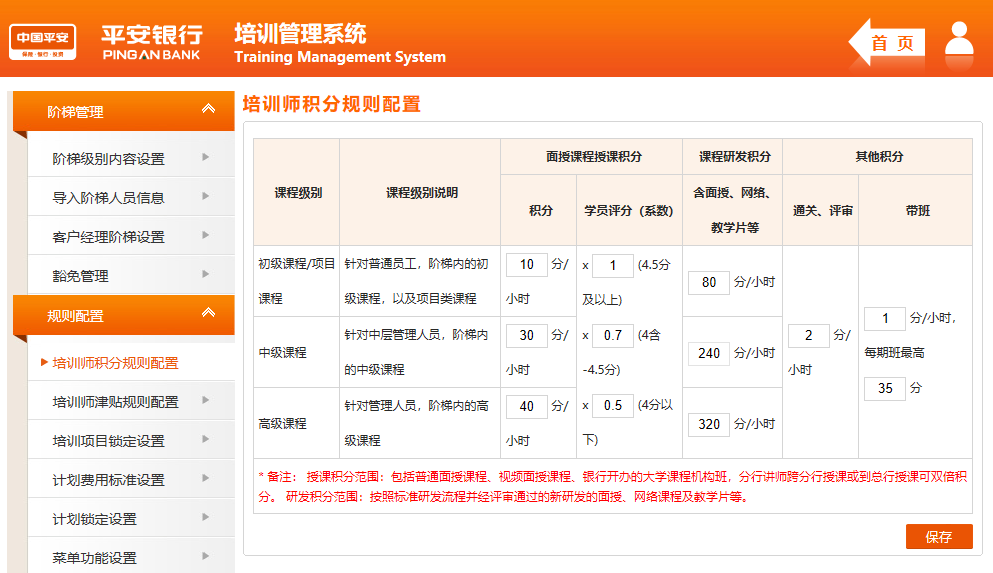 中国平安
保险·银行·投资
平安银行
PING AN BANK
培训管理系统
Training Management System
首 页
阶梯管理
阶梯级别内容设置
导入阶梯人员信息
客户经理阶梯设置
豁免管理
规则配置
培训师积分规则配置
培训师津贴规则配置
培训项目锁定设置
计划费用标准设置
计划锁定设置
菜单功能设置
培训师积分规则配置
课程级别
课程级别说明
面授课程授课积分
课程研发积分
其他积分
积分
学员评分（系数）
含面授、网络、
教学片等
通关、评审
带班
初级课程/项目
课程
针对普通员工，阶梯内的初
级课程，以及项目类课程
10 分/
小时
x 1 (4.5分
及以上)
80 分/小时
中级课程
针对中层管理人员，阶梯内
的中级课程
30 分/
小时
x 0.7 (4含
-4.5分)
240 分/小时
高级课程
针对管理人员，阶梯内的高
级课程
40 分/
小时
x 0.5 (4分以
下)
320 分/小时
2 分/
小时
1 分/小时，
每期班最高
35 分
* 备注： 授课积分范围：包括普通面授课程、视频面授课程、银行开办的大学课程机构班，分行讲师跨分行授课或到总行授课可双倍积
分。 研发积分范围：按照标准研发流程并经评审通过的新研发的面授、网络课程及教学片等。
保存